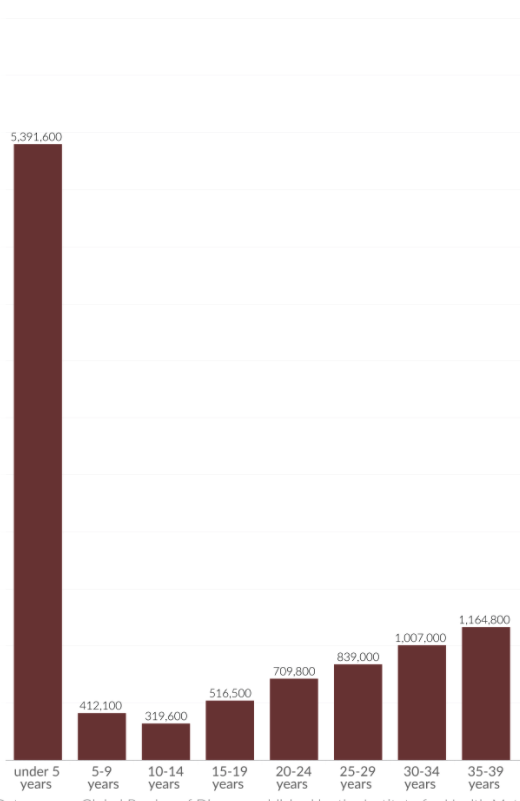 5,391,600
412,100
319,600
516,500
709,800
839,000
1,007,000
1,164,800
under 5 years
5-9 years
10-14 years
15-19 years
20-24 years
25-29 years
30-34 years
35-39 years